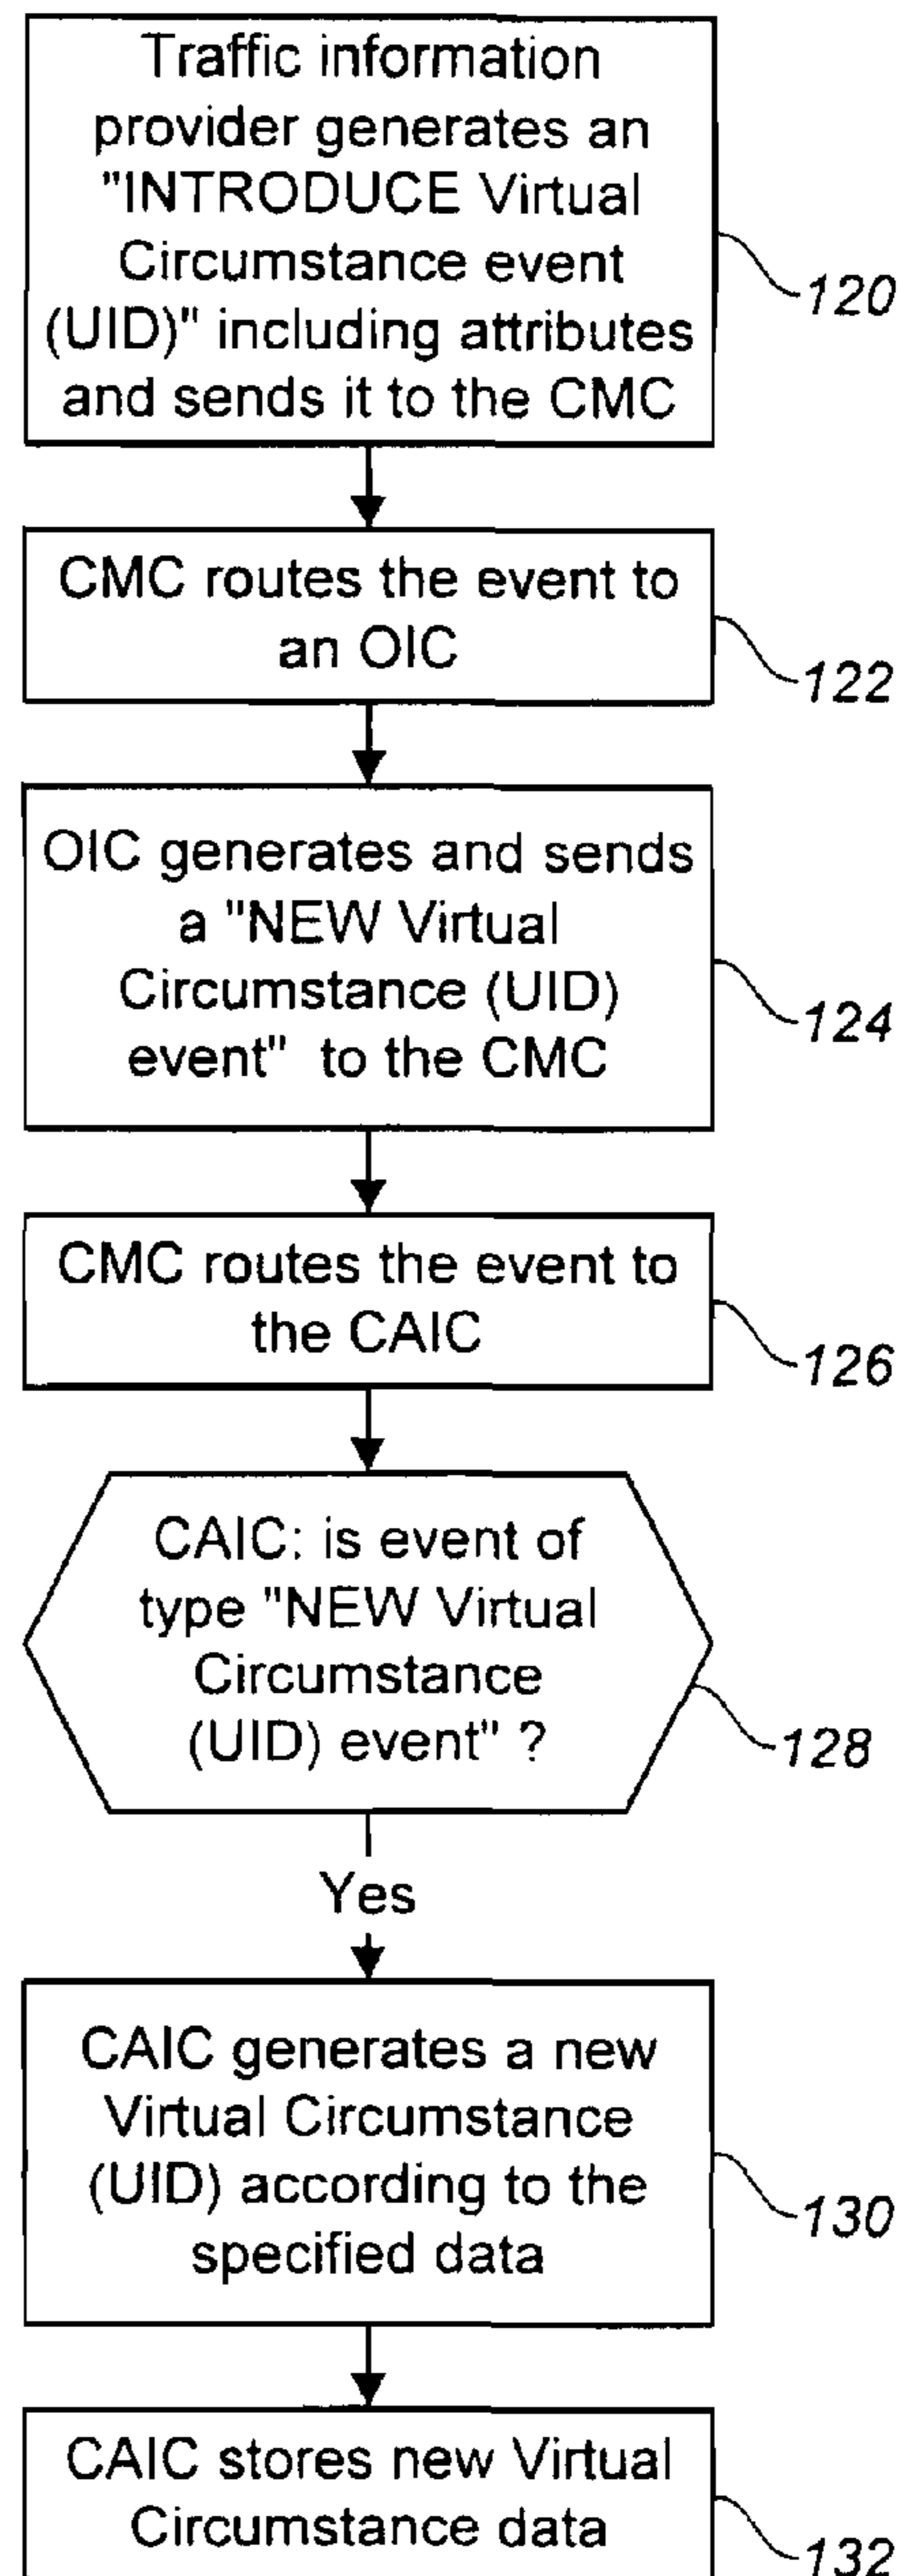 Traffic information
provider generates an
"INTRODUCE Virtual
Circumstance event
(UID)" including attributes
and sends it to the CMC
120
CMC routes the event to
an OIC
122
OIC generates and sends
a "NEW Virtual
Circumstance (UID)
event" to the CMC
124
CMC routes the event to
the CAIC
126
CAIC: is event of
type "NEW Virtual
Circumstance
(UID) event" ?
128
Yes
CAIC generates a new
Virtual Circumstance
(UID) according to the
specified data
130
CAIC stores new Virtual
Circumstance data
132